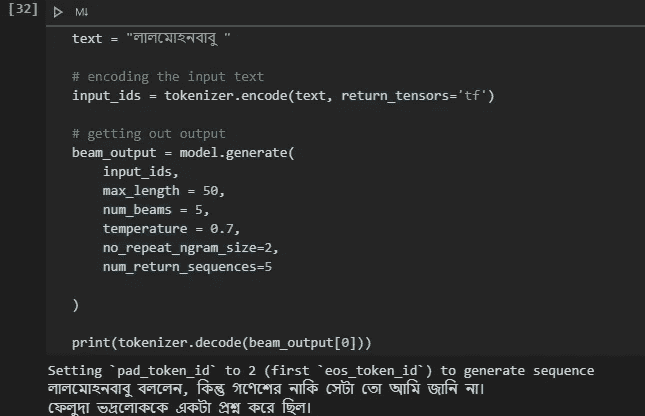 [32]
M↓
text = "লালমোহনবাবু "
# encoding the input text
input_ids = tokenizer.encode(text, return_tensors='tf')
# getting out output
beam_output = model.generate(
input_ids,
max_length = 50,
num_beams = 5,
temperature = 0.7,
no_repeat_ngram_size=2,
num_return_sequences=5
)
print(tokenizer.decode(beam_output[0]))
Setting `pad_token_id` to 2 (first `eos_token_id`) to generate sequence
লালমোহনবাবু বললেন, কিন্তু গণেশের নাকি সেটা তো আমি জানি না।
ফেলুদা ভদ্রলোককে একটা প্রশ্ন করে ছিল।